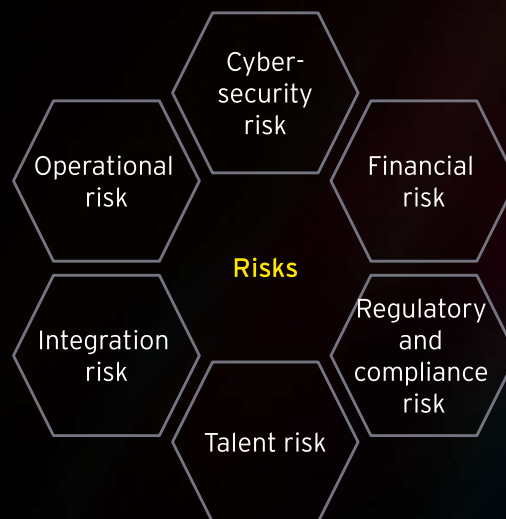 Cyber-
security
risk
Operational
risk
Financial
risk
Risks
Integration
risk
Regulatory
and
compliance
risk
Talent risk